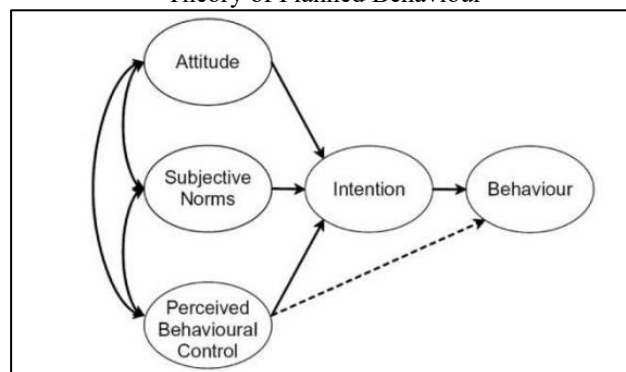 Theory of Planned Behaviour
Attitude
Subjective
Norms
Intention
Behaviour
Perceived
Behavioural
Control